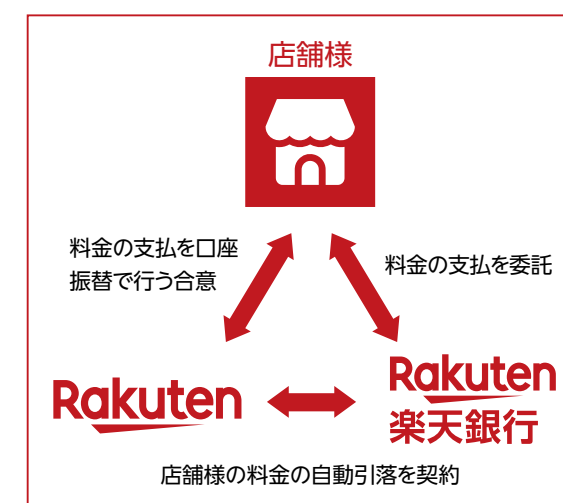 店舗様
料金の支払を口座
振替で行う合意
料金の支払を委託
Rakuten
Rakuten
楽天銀行
店舗様の料金の自動引落を契約